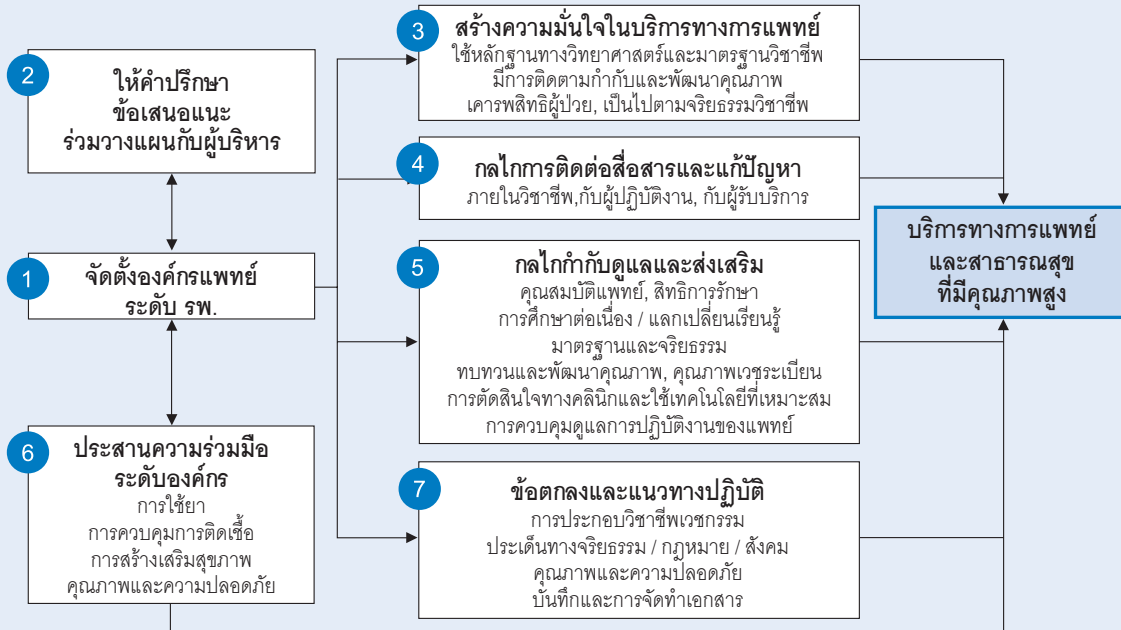 1
จัดตั้งองค์กรแพทย์
ระดับ รพ.
2
ให้คำปรึกษา
ข้อเสนอแนะ
ร่วมวางแผนกับผู้บริหาร
3
สร้างความมั่นใจในบริการทางการแพทย์
ใช้หลักฐานทางวิทยาศาสตร์และมาตรฐานวิชาชีพ
มีการติดตามกำกับและพัฒนาคุณภาพ
เคารพสิทธิผู้ป่วย, เป็นไปตามจริยธรรมวิชาชีพ
4
กลไกการติดต่อสื่อสารและแก้ปัญหา
ภายในวิชาชีพ,กับผู้ปฏิบัติงาน, กับผู้รับบริการ
5
กลไกกำกับดูแลและส่งเสริม
คุณสมบัติแพทย์, สิทธิการรักษา
การศึกษาต่อเนื่อง / แลกเปลี่ยนเรียนรู้
มาตรฐานและจริยธรรม
ทบทวนและพัฒนาคุณภาพ, คุณภาพเวชระเบียน
การตัดสินใจทางคลินิกและใช้เทคโนโลยีที่เหมาะสม
การควบคุมดูแลการปฏิบัติงานของแพทย์
6
ประสานความร่วมมือ
ระดับองค์กร
การใช้ยา
การควบคุมการติดเชื้อ
การสร้างเสริมสุขภาพ
คุณภาพและความปลอดภัย
7
ข้อตกลงและแนวทางปฏิบัติ
การประกอบวิชาชีพเวชกรรม
ประเด็นทางจริยธรรม / กฎหมาย / สังคม
คุณภาพและความปลอดภัย
บันทึกและการจัดทำเอกสาร
บริการทางการแพทย์
และสาธารณสุข
ที่มีคุณภาพสูง